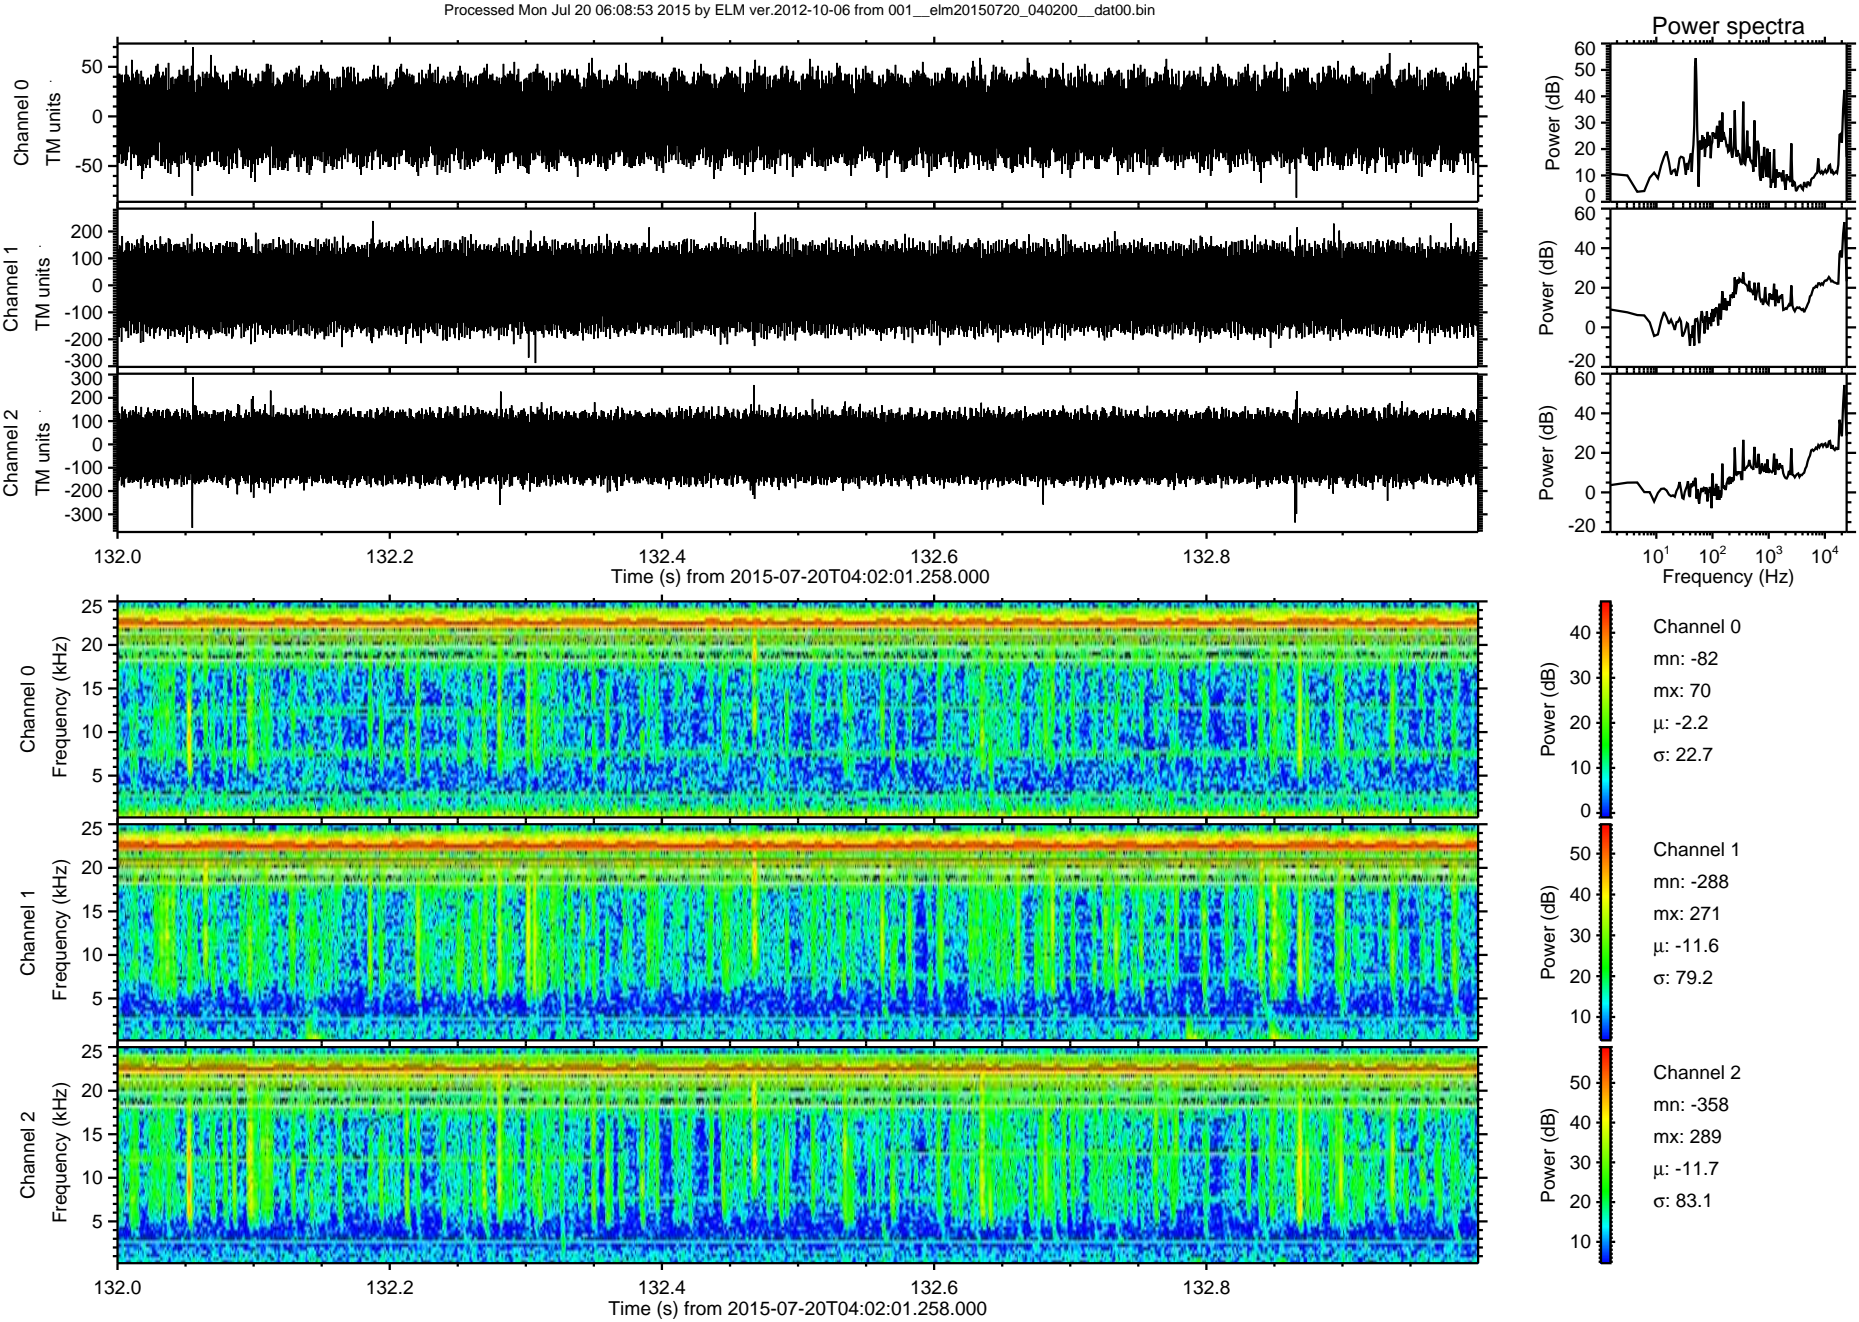 Processed Mon Jul 20 06:08:53 2015 by ELM ver.2012-10-06 from 001__elm20150720_040200__dat00.bin
Power spectra
Channel 0
TM units
50
0
-50
Power (dB)
60
50
40
30
20
10
0
Channel 1
TM units
200
100
0
-100
-200
-300
Power (dB)
60
40
20
0
-20
Channel 2
TM units
300
200
100
0
-100
-200
-300
Power (dB)
60
40
20
0
-20
132.0 132.2 132.4 132.6 132.8
Time (s) from 2015-07-20T04:02:01.258.000
10¹ 10² 10³ 10⁴
Frequency (Hz)
Channel 0
Frequency (kHz)
25
20
15
10
5
Power (dB)
40
30
20
10
0
Channel 0
mn: -82
mx: 70
μ: -2.2
σ: 22.7
Channel 1
Frequency (kHz)
25
20
15
10
5
Power (dB)
50
40
30
20
10
Channel 1
mn: -288
mx: 271
μ: -11.6
σ: 79.2
Channel 2
Frequency (kHz)
25
20
15
10
5
Power (dB)
50
40
30
20
10
Channel 2
mn: -358
mx: 289
μ: -11.7
σ: 83.1
132.0 132.2 132.4 132.6 132.8
Time (s) from 2015-07-20T04:02:01.258.000